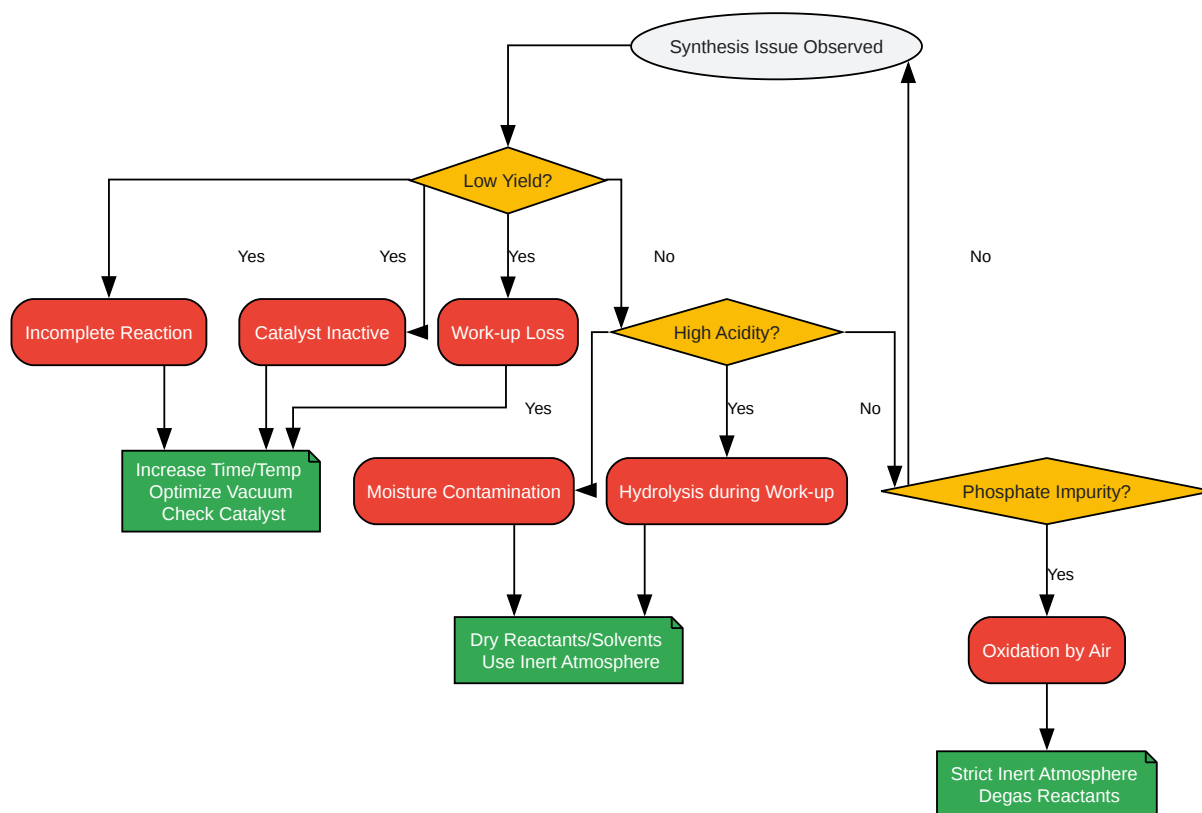 Synthesis Issue Observed
Low Yield?
Yes
Yes
Yes
No
No
Incomplete Reaction
Catalyst Inactive
Work-up Loss
High Acidity?
Yes
Yes
No
Increase Time/Temp
Optimize Vacuum
Check Catalyst
Moisture Contamination
Hydrolysis during Work-up
Phosphate Impurity?
Yes
Dry Reactants/Solvents
Use Inert Atmosphere
Oxidation by Air
Strict Inert Atmosphere
Degas Reactants